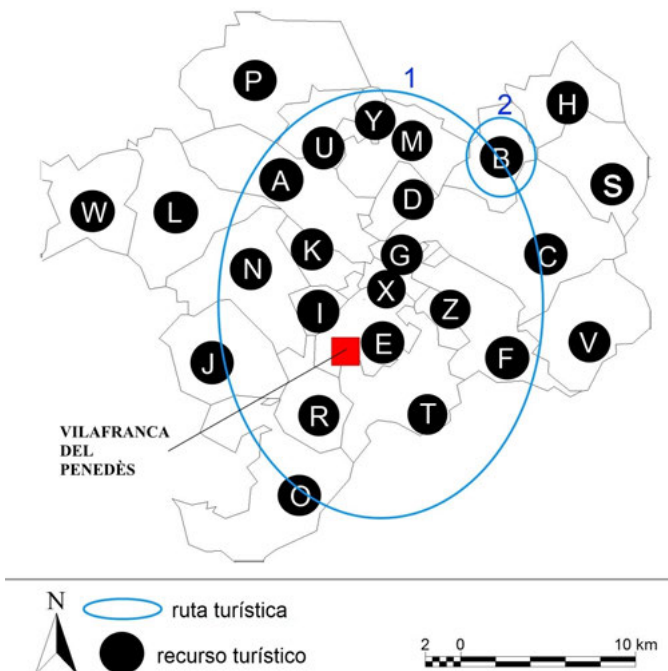 P
1
H
2
Y
M
U
B
A
S
W
L
D
K
G
C
N
X
I
Z
E
V
J
F
R
T
VILAFRANCA
DEL
PENEDÈS
O
N
ruta turística
recurso turístico
2 0 10 km